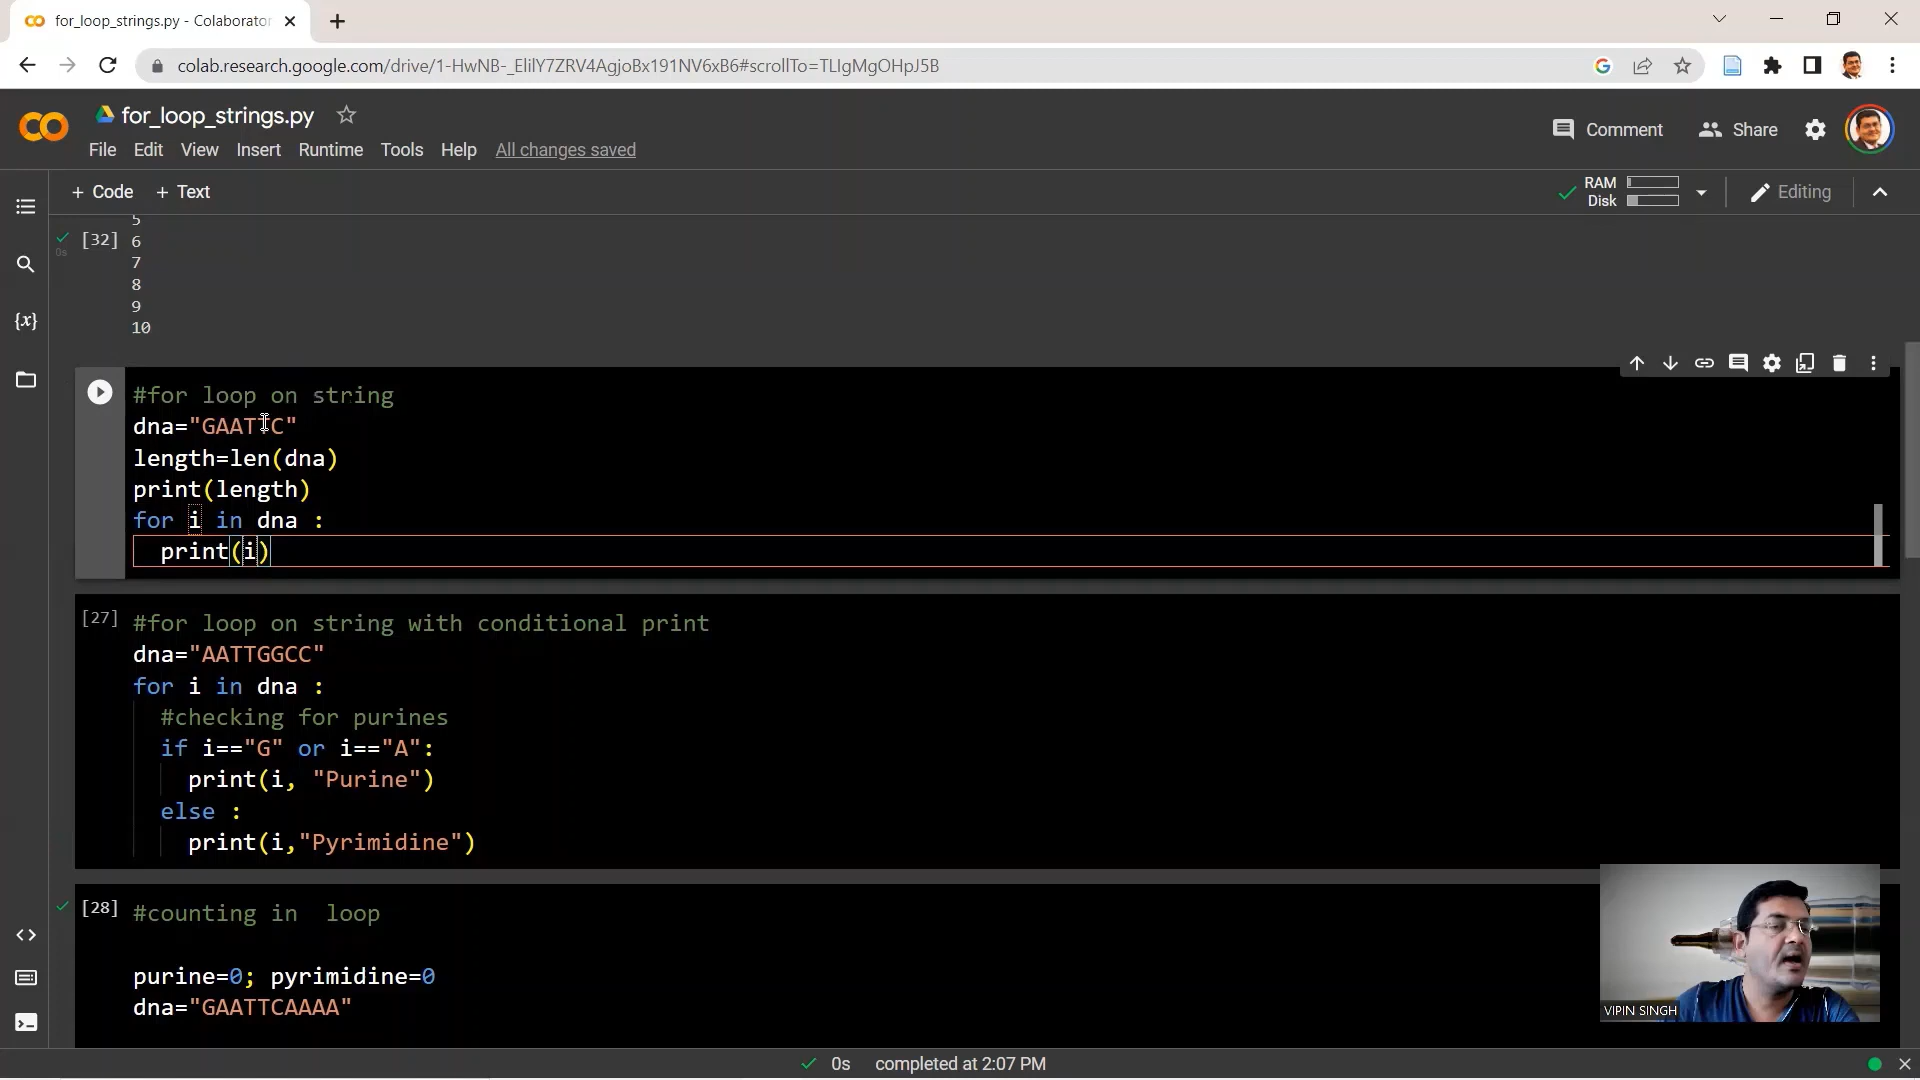 for_loop_strings.py - Colaborator
colab.research.google.com/drive/1-HwNB-_ElilY7ZRV4AgjoBx191NV6xB6#scrollTo=TLIgMgOHpJ5B
for_loop_strings.py
Comment Share
File Edit View Insert Runtime Tools Help All changes saved
+ Code + Text
RAM
Disk
Editing
5
[32] 6
0s
7
8
9
10
#for loop on string
dna="GAATTC"
length=len(dna)
print(length)
for i in dna :
print(i)
[27] #for loop on string with conditional print
dna="AATTGGCC"
for i in dna :
#checking for purines
if i=="G" or i=="A":
print(i, "Purine")
else :
print(i,"Pyrimidine")
[28] #counting in  loop
purine=0; pyrimidine=0
dna="GAATTCAAAA"
VIPIN SINGH
0s completed at 2:07 PM